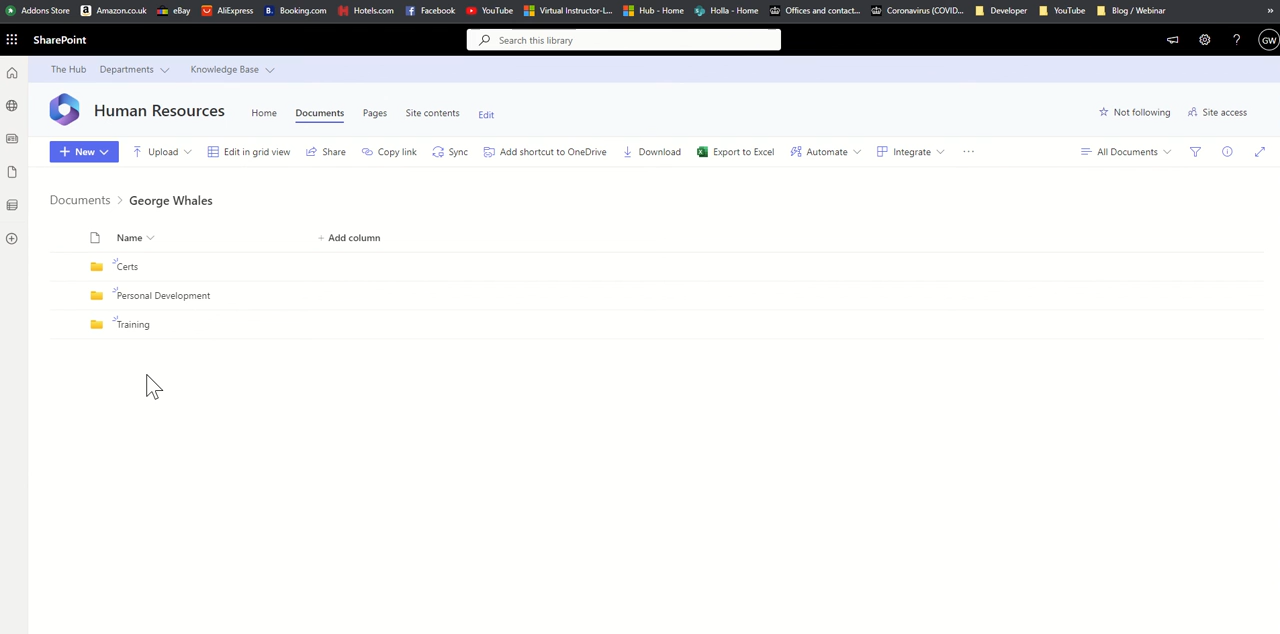 Addons Store Amazon.co.uk eBay AliExpress Booking.com Hotels.com Facebook YouTube Virtual Instructor-L... Hub - Home Holla - Home Offices and contact... Coronavirus (COVID... Developer YouTube Blog / Webinar »
SharePoint Search this library ? GW
The Hub Departments Knowledge Base
Human Resources Home Documents Pages Site contents Edit Not following Site access
+ New Upload Edit in grid view Share Copy link Sync Add shortcut to OneDrive Download Export to Excel Automate Integrate ... All Documents
Documents > George Whales
Name + Add column
Certs
Personal Development
Training